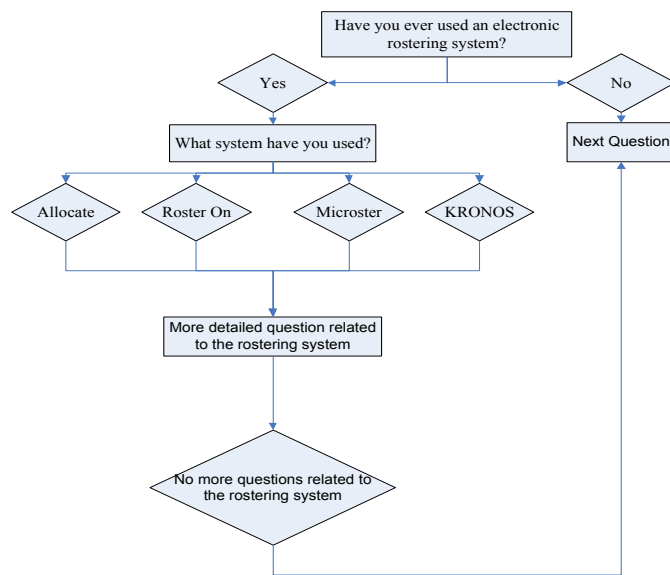 Have you ever used an electronic
rostering system?
Yes
No
What system have you used?
Next Question
Allocate
Roster On
Microster
KRONOS
More detailed question related
to the rostering system
No more questions related to
the rostering system